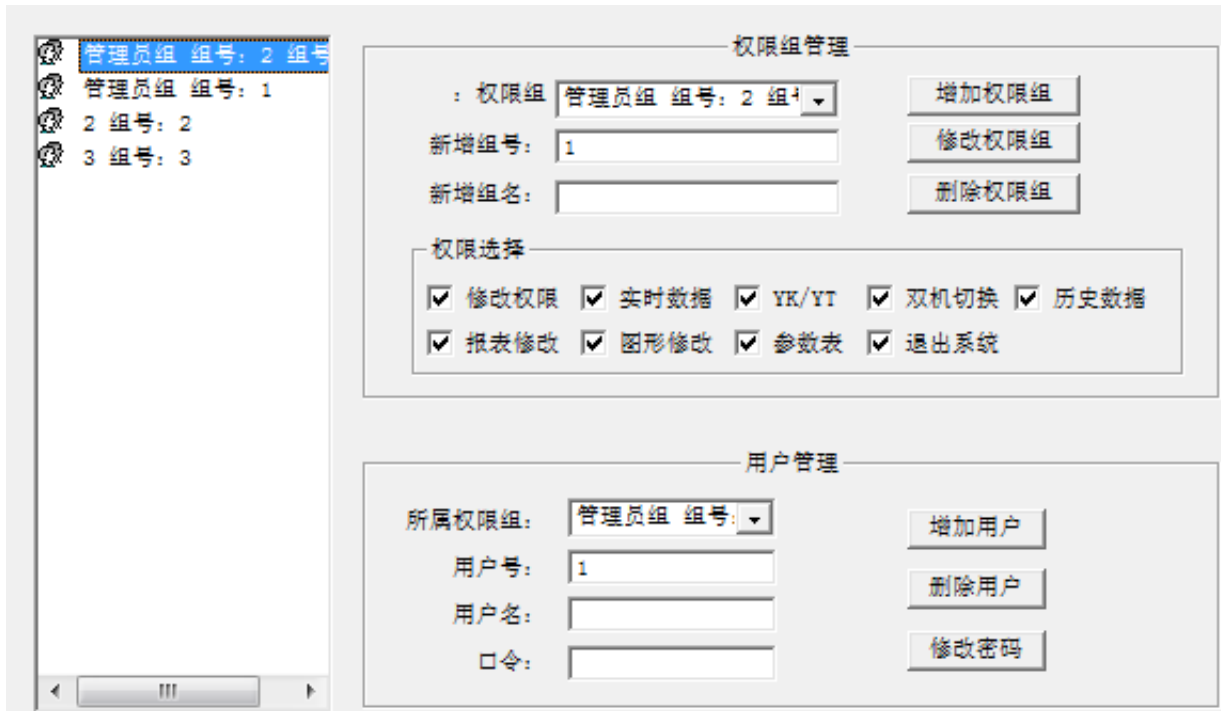 管理员组 组号：2 组号
管理员组 组号：1
2 组号：2
3 组号：3
权限组管理
：权限组 管理员组 组号：2 组 增加权限组
新增组号： 1 修改权限组
新增组名： 删除权限组
权限选择
修改权限 实时数据 YK/YT 双机切换 历史数据
报表修改 图形修改 参数表 退出系统
用户管理
所属权限组： 管理员组 组号： 增加用户
用户号： 1
删除用户
用户名：
口令： 修改密码